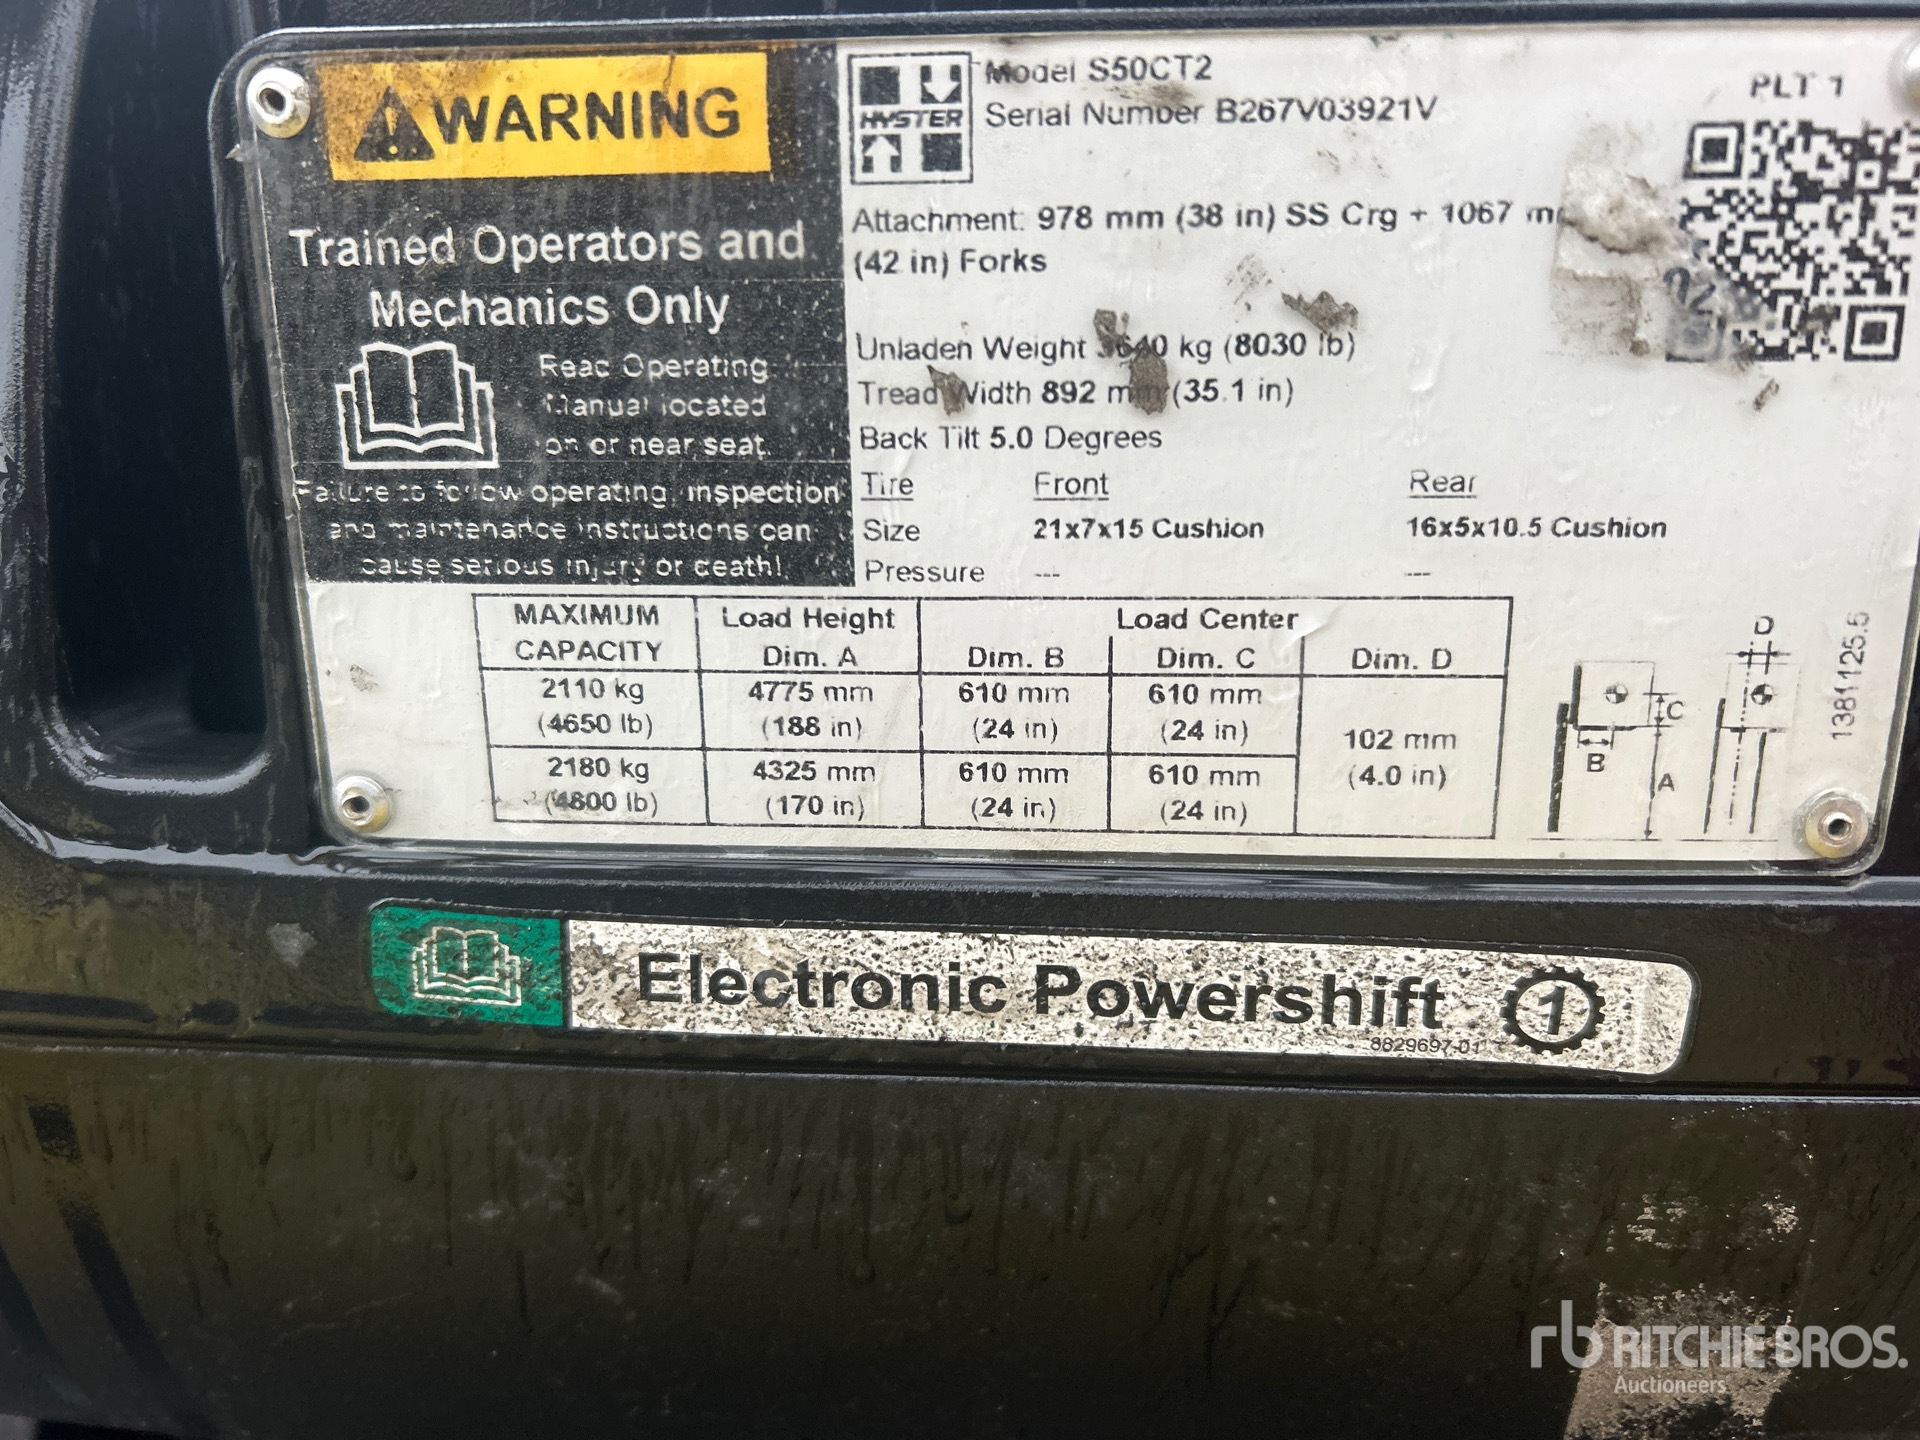 WARNING
Trained Operators and
Mechanics Only
Read Operating
Manual located
on or near seat.
Failure to follow operating, inspection
and maintenance instructions can
cause serious injury or death!
HYSTER
Model S50CT2
Serial Number B267V03921V
PLT 1
Attachment: 978 mm (38 in) SS Crg + 1067
(42 in) Forks
Unladen Weight kg (8030 lb)
Tread Width 892 mm (35.1 in)
Back Tilt 5.0 Degrees
Tire Front Rear
Size 21x7x15 Cushion 16x5x10.5 Cushion
Pressure --- ---
MAXIMUM CAPACITY Load Height Dim. A Load Center Dim. B Dim. C Dim. D
2110 kg 4775 mm 610 mm 610 mm
(4650 lb) (188 in) (24 in) (24 in)
102 mm
(4.0 in)
2180 kg 4325 mm 610 mm 610 mm
(4800 lb) (170 in) (24 in) (24 in)
D
C
B
A
1381125.5
Electronic Powershift 1
8829697-01
rb RITCHIE BROS.
Auctioneers